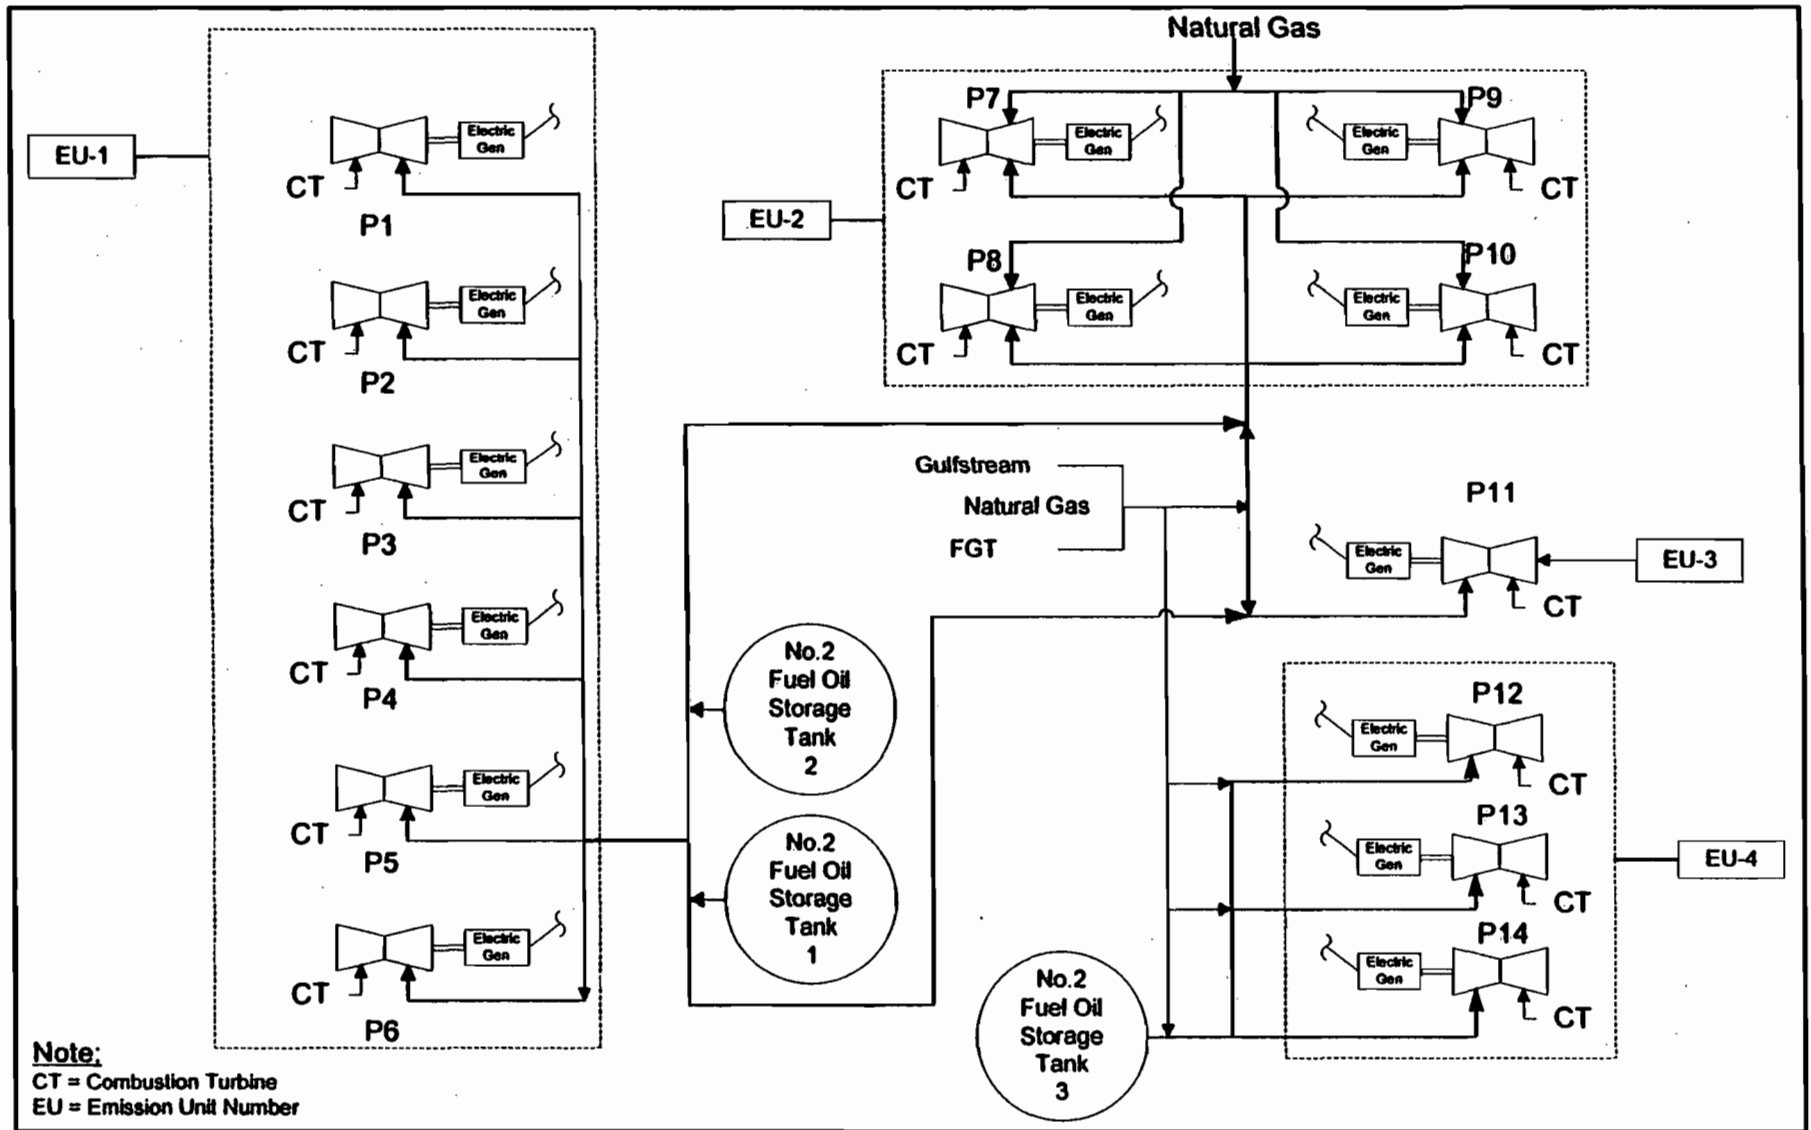 Natural Gas
EU-1
Electric
Gen
CT
P1
Electric
Gen
CT
P2
Electric
Gen
CT
P3
Electric
Gen
CT
P4
Electric
Gen
CT
P5
Electric
Gen
CT
P6
EU-2
P7
Electric
Gen
CT
P9
Electric
Gen
CT
P8
Electric
Gen
CT
P10
Electric
Gen
CT
Gulfstream
Natural Gas
FGT
P11
Electric
Gen
CT
EU-3
No.2
Fuel Oil
Storage
Tank
2
No.2
Fuel Oil
Storage
Tank
1
No.2
Fuel Oil
Storage
Tank
3
P12
Electric
Gen
CT
P13
Electric
Gen
CT
P14
Electric
Gen
CT
EU-4
Note;
CT = Combustion Turbine
EU = Emission Unit Number